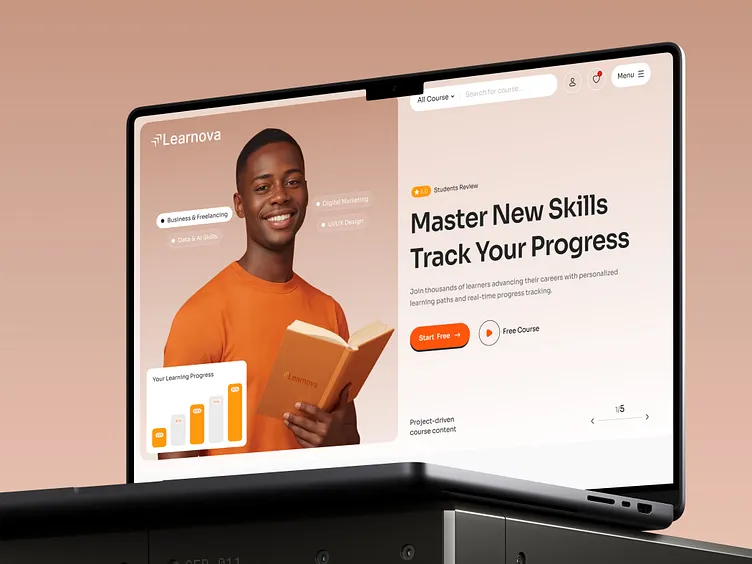 Learnova
All Course
Search for course...
Menu
5.0
Students Review
Business & Freelancing
Digital Marketing
Data & AI Skills
UI/UX Design
Master New Skills
Track Your Progress
Join thousands of learners advancing their careers with personalized
learning paths and real-time progress tracking.
Start Free →
Free Course
Learnova
Your Learning Progress
Project-driven
course content
1/5